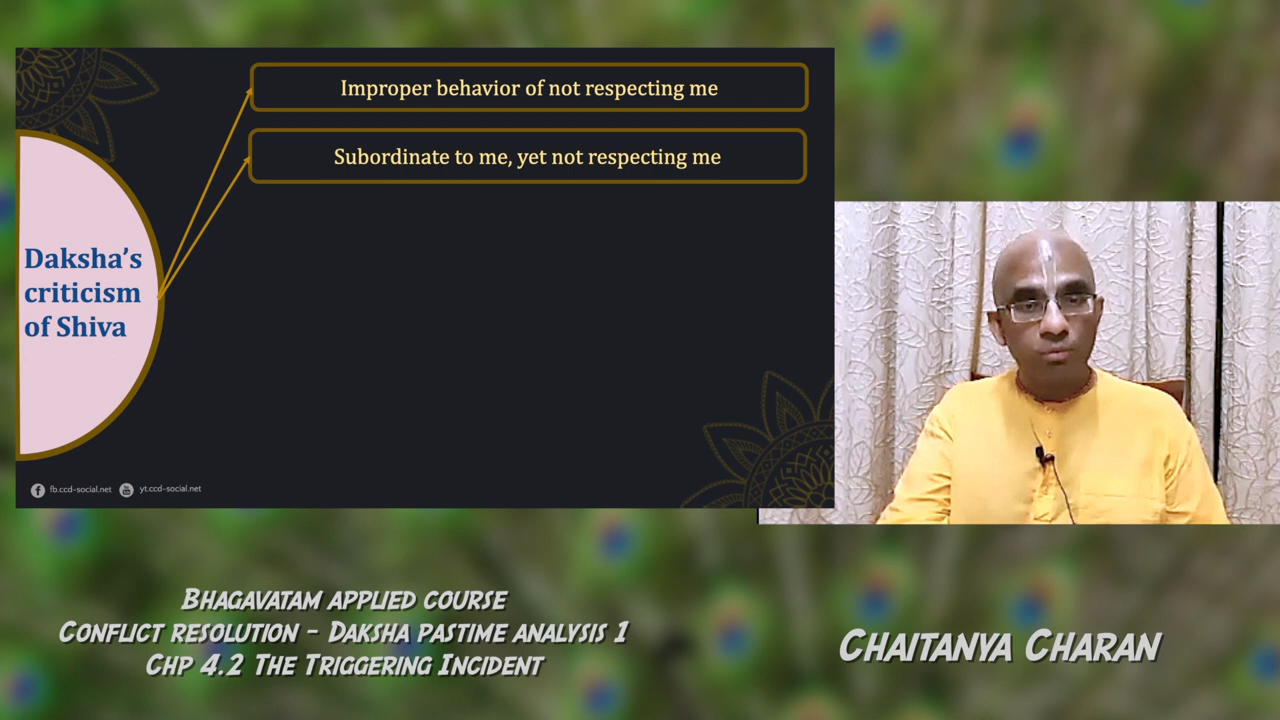 Improper behavior of not respecting me
Subordinate to me, yet not respecting me
Daksha's
criticism
of Shiva
fb.ccd-social.net
yt.ccd-social.net
Bhagavatam applied course
Conflict resolution - Daksha pastime analysis 1
Chp 4.2 The Triggering Incident
Chaitanya Charan